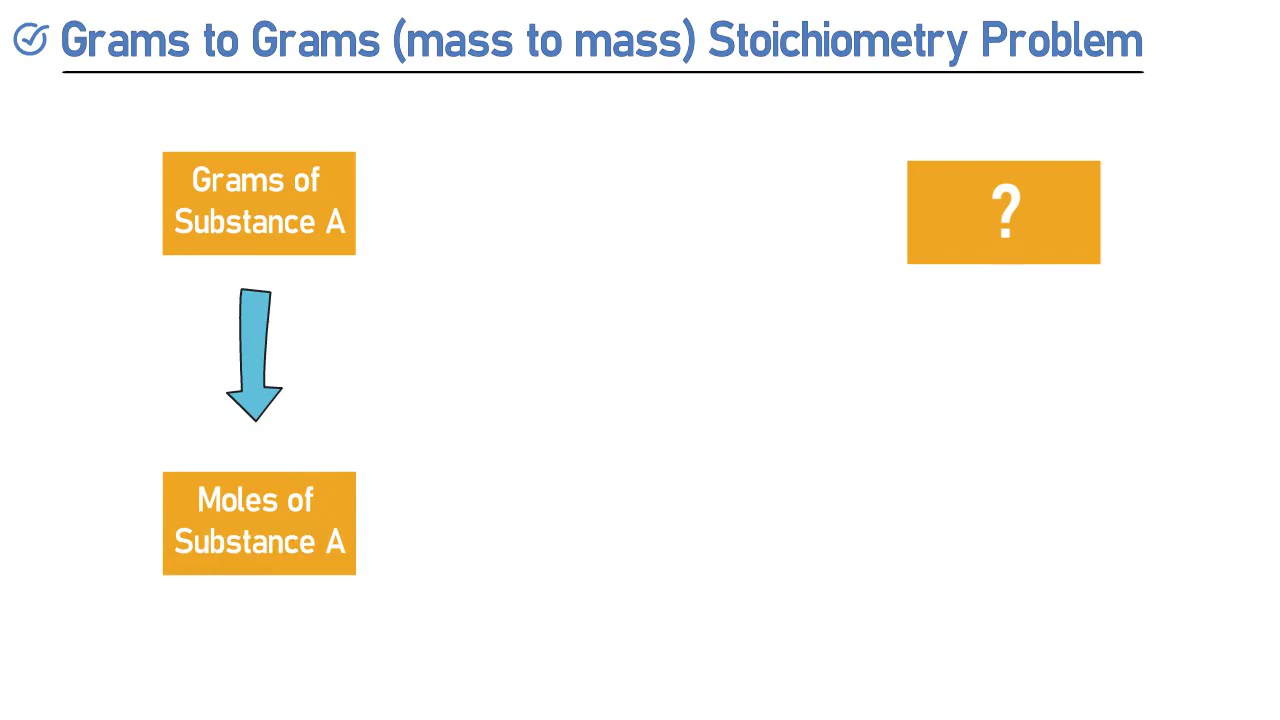 Grams to Grams (mass to mass) Stoichiometry Problem
Grams of
Substance A
?
Moles of
Substance A